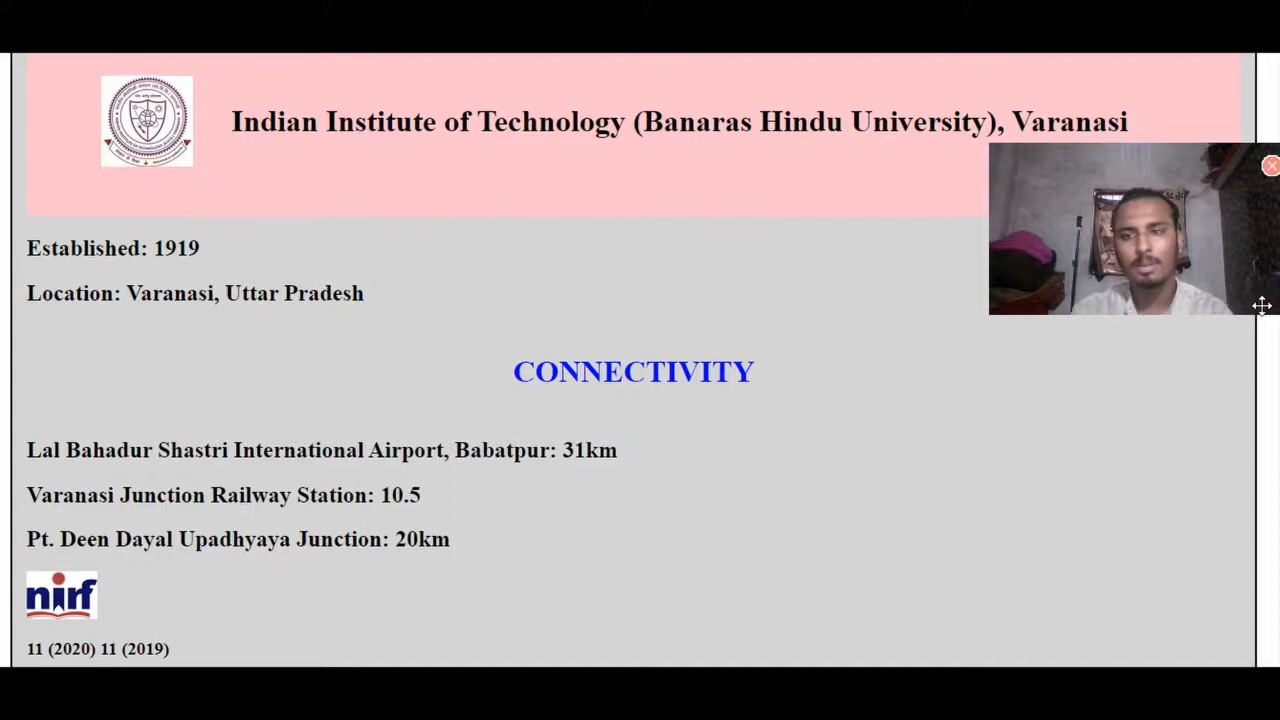 Indian Institute of Technology (Banaras Hindu University), Varanasi
Established: 1919
Location: Varanasi, Uttar Pradesh
CONNECTIVITY
Lal Bahadur Shastri International Airport, Babatpur: 31km
Varanasi Junction Railway Station: 10.5
Pt. Deen Dayal Upadhyaya Junction: 20km
nirf
11 (2020) 11 (2019)